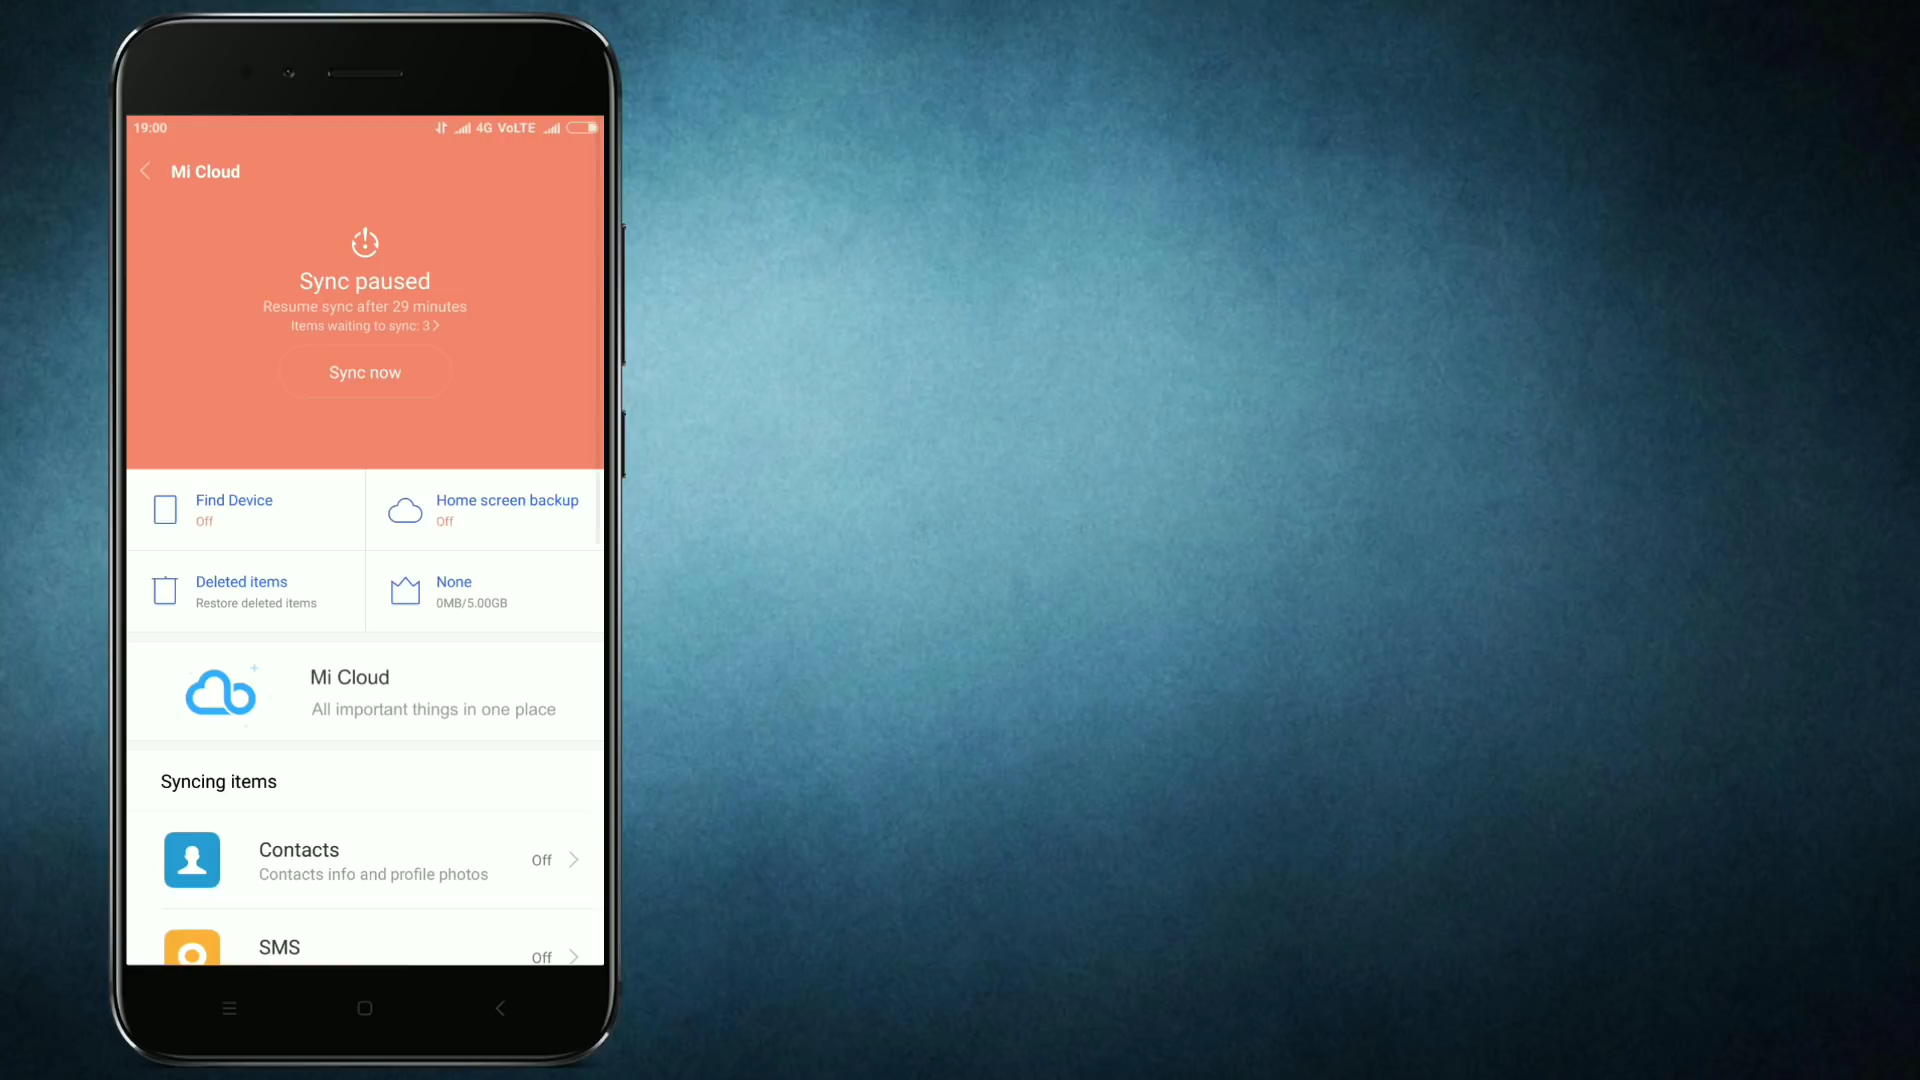 19:00
4G VoLTE
Mi Cloud
Sync paused
Resume sync after 29 minutes
Items waiting to sync: 3
Sync now
Find Device
Off
Home screen backup
Off
Deleted items
Restore deleted items
None
0MB/5.00GB
Mi Cloud
All important things in one place
Syncing items
Contacts
Contacts info and profile photos
Off
SMS
Off